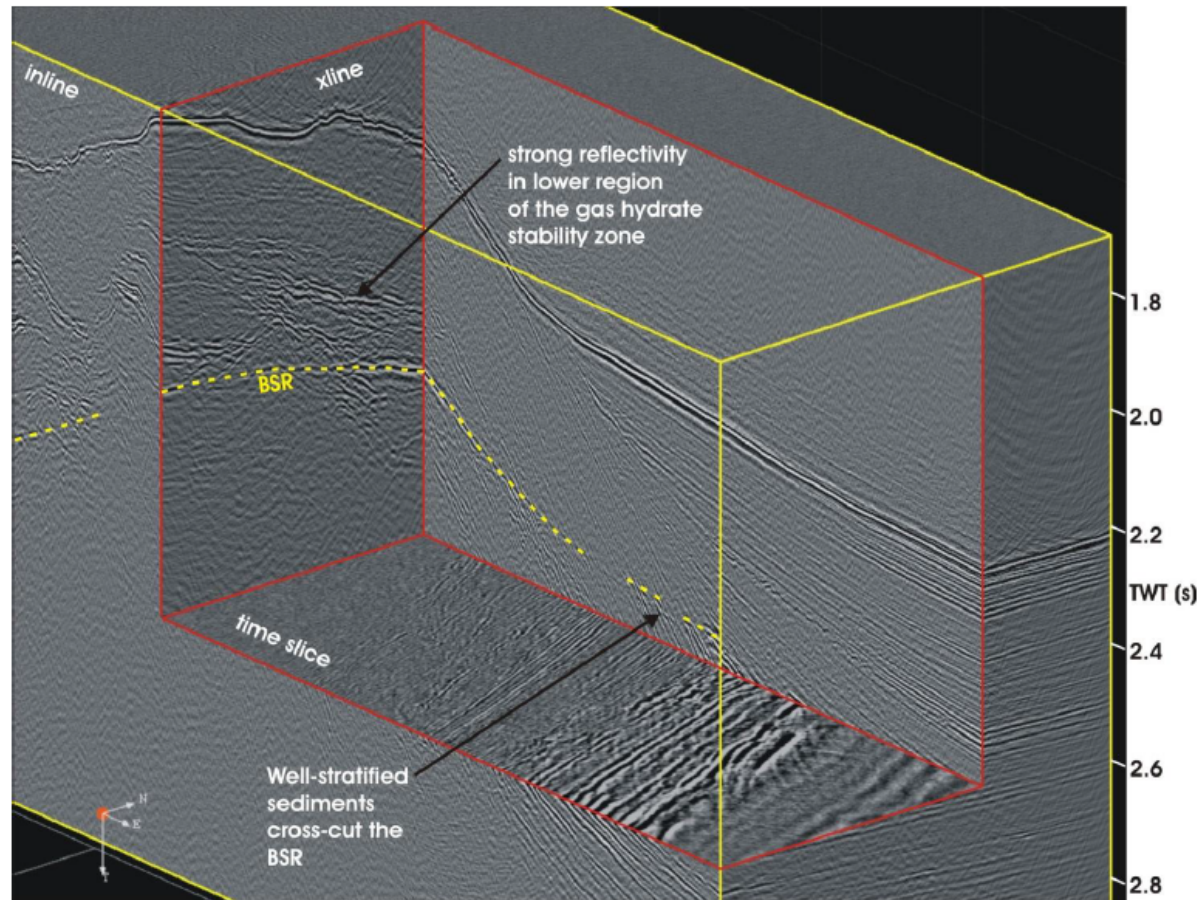 inline
xline
strong reflectivity
in lower region
of the gas hydrate
stability zone
1.8
BSR
2.0
2.2
TWT (s)
2.4
time slice
2.6
Well-stratified
sediments
cross-cut the
BSR
N
E
2.8